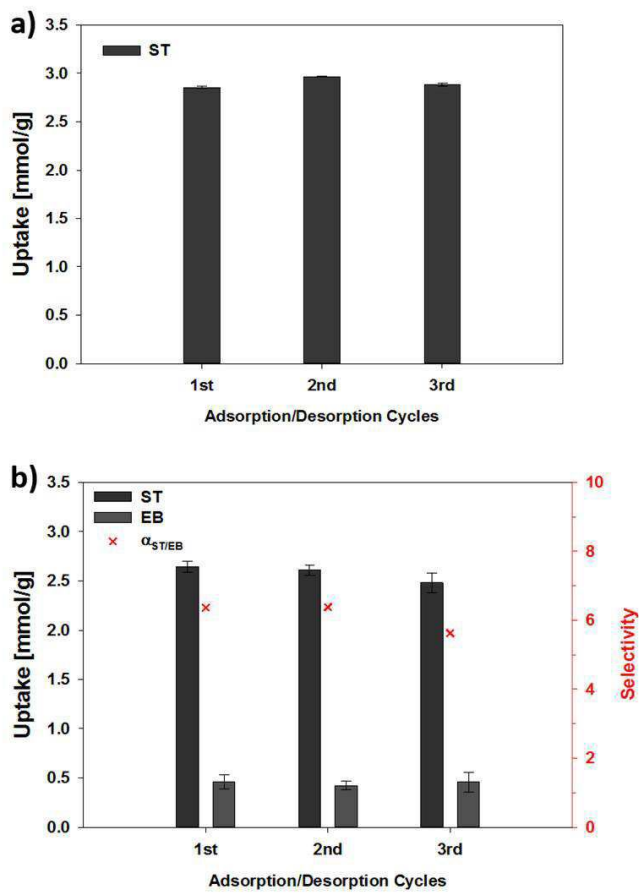 a)
ST
3.5
3.0
2.5
2.0
1.5
1.0
0.5
0.0
Uptake [mmol/g]
1st 2nd 3rd
Adsorption/Desorption Cycles
b)
ST
EB
αST/EB
3.5
3.0
2.5
2.0
1.5
1.0
0.5
0.0
Uptake [mmol/g]
10
8
6
4
2
0
Selectivity
1st 2nd 3rd
Adsorption/Desorption Cycles